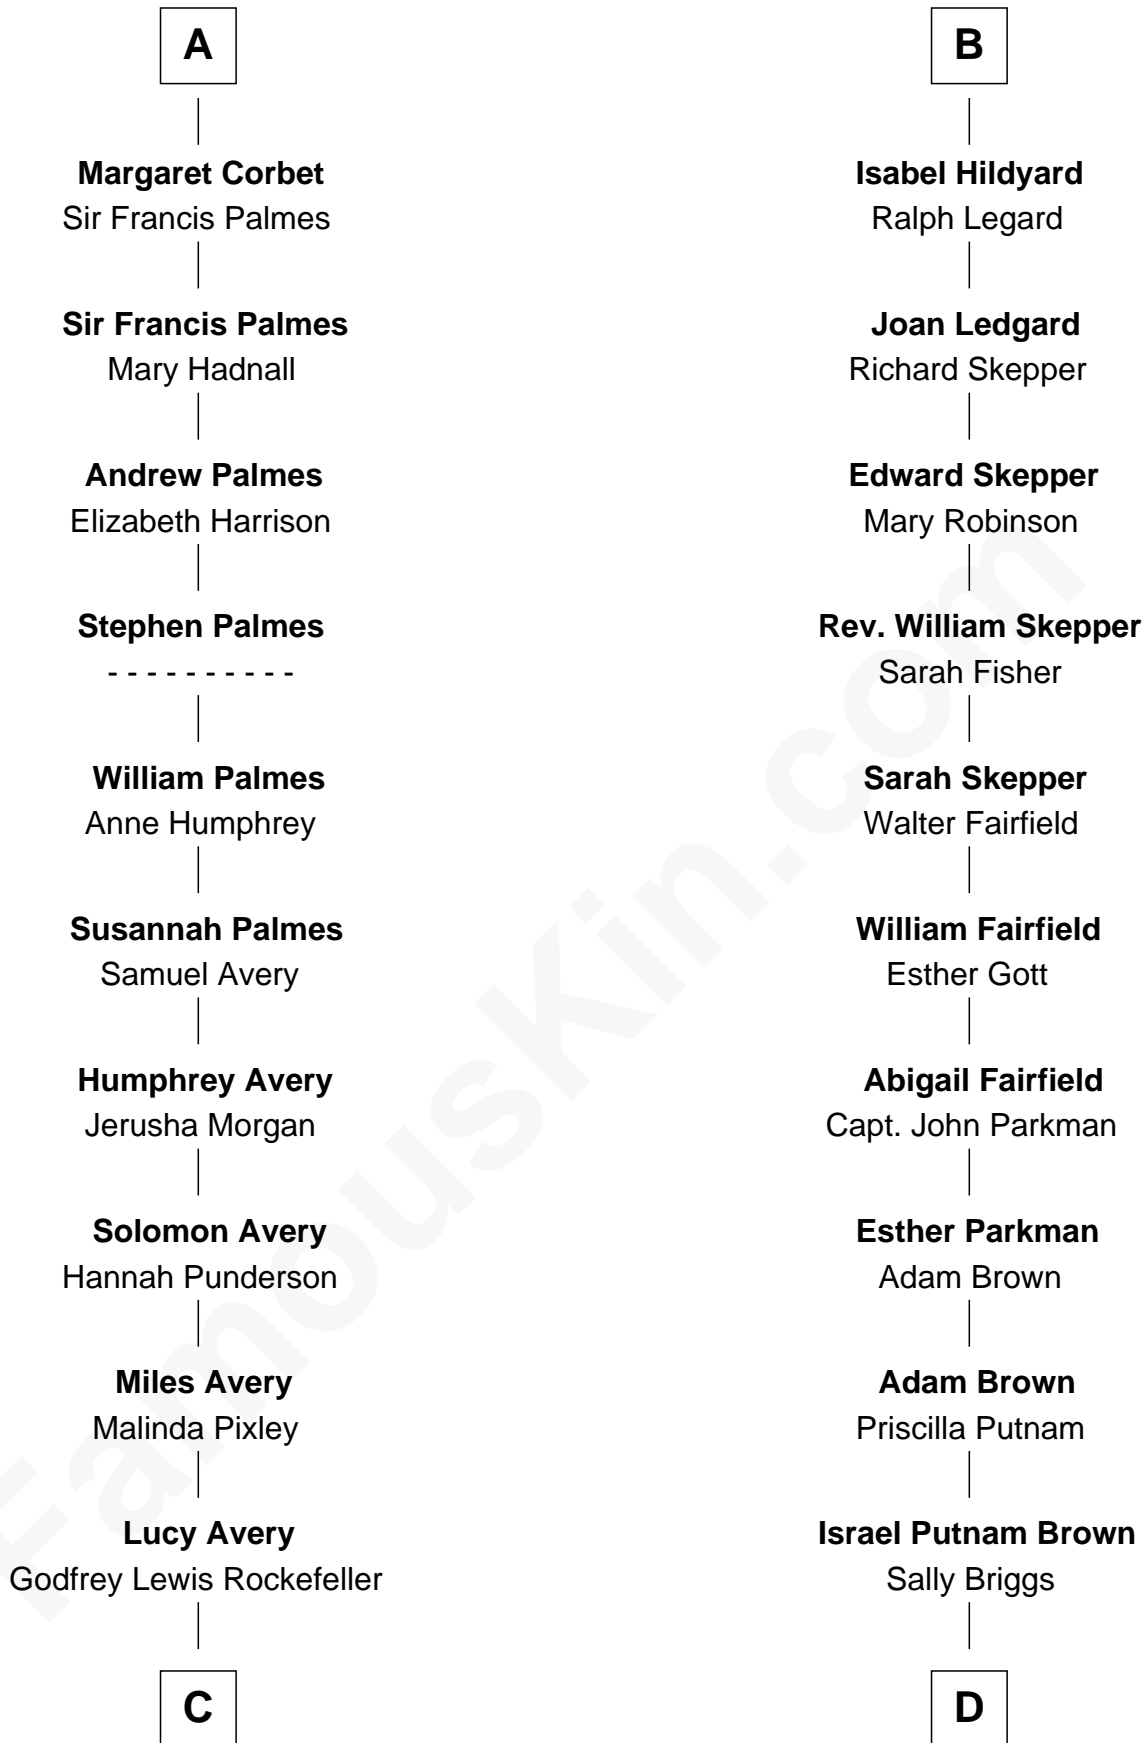 A
Margaret Corbet
Sir Francis Palmes
Sir Francis Palmes
Mary Hadnall
Andrew Palmes
Elizabeth Harrison
Stephen Palmes
- - - - - - - - - -
William Palmes
Anne Humphrey
Susannah Palmes
Samuel Avery
Humphrey Avery
Jerusha Morgan
Solomon Avery
Hannah Punderson
Miles Avery
Malinda Pixley
Lucy Avery
Godfrey Lewis Rockefeller
C
B
Isabel Hildyard
Ralph Legard
Joan Ledgard
Richard Skepper
Edward Skepper
Mary Robinson
Rev. William Skepper
Sarah Fisher
Sarah Skepper
Walter Fairfield
William Fairfield
Esther Gott
Abigail Fairfield
Capt. John Parkman
Esther Parkman
Adam Brown
Adam Brown
Priscilla Putnam
Israel Putnam Brown
Sally Briggs
D
FamousKin.com